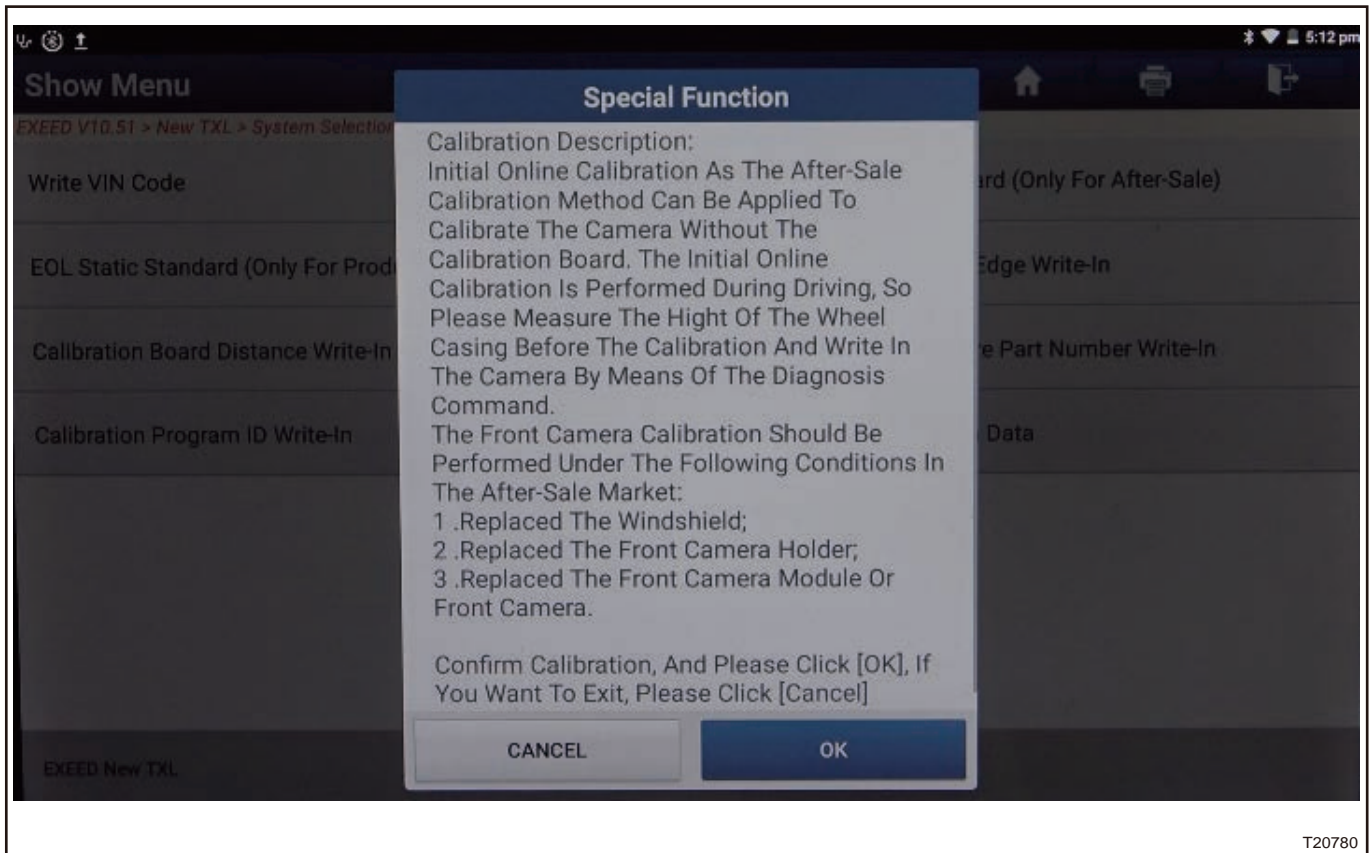 5:12 pm
Show Menu
Special Function
EXEED V10.51 > New TXL > System Selection
Calibration Description:
Initial Online Calibration As The After-Sale
Calibration Method Can Be Applied To
Calibrate The Camera Without The
Calibration Board. The Initial Online
Calibration Is Performed During Driving, So
Please Measure The Hight Of The Wheel
Casing Before The Calibration And Write In
The Camera By Means Of The Diagnosis
Command.
The Front Camera Calibration Should Be
Performed Under The Following Conditions In
The After-Sale Market:
1 .Replaced The Windshield;
2 .Replaced The Front Camera Holder;
3 .Replaced The Front Camera Module Or
Front Camera.
Confirm Calibration, And Please Click [OK], If
You Want To Exit, Please Click [Cancel]
CANCEL
OK
Write VIN Code
(Only For After-Sale)
EOL Static Standard (Only For
Edge Write-In
Calibration Board Distance Write-In
Part Number Write-In
Calibration Program ID Write-In
Data
EXEED New TXL
T20780